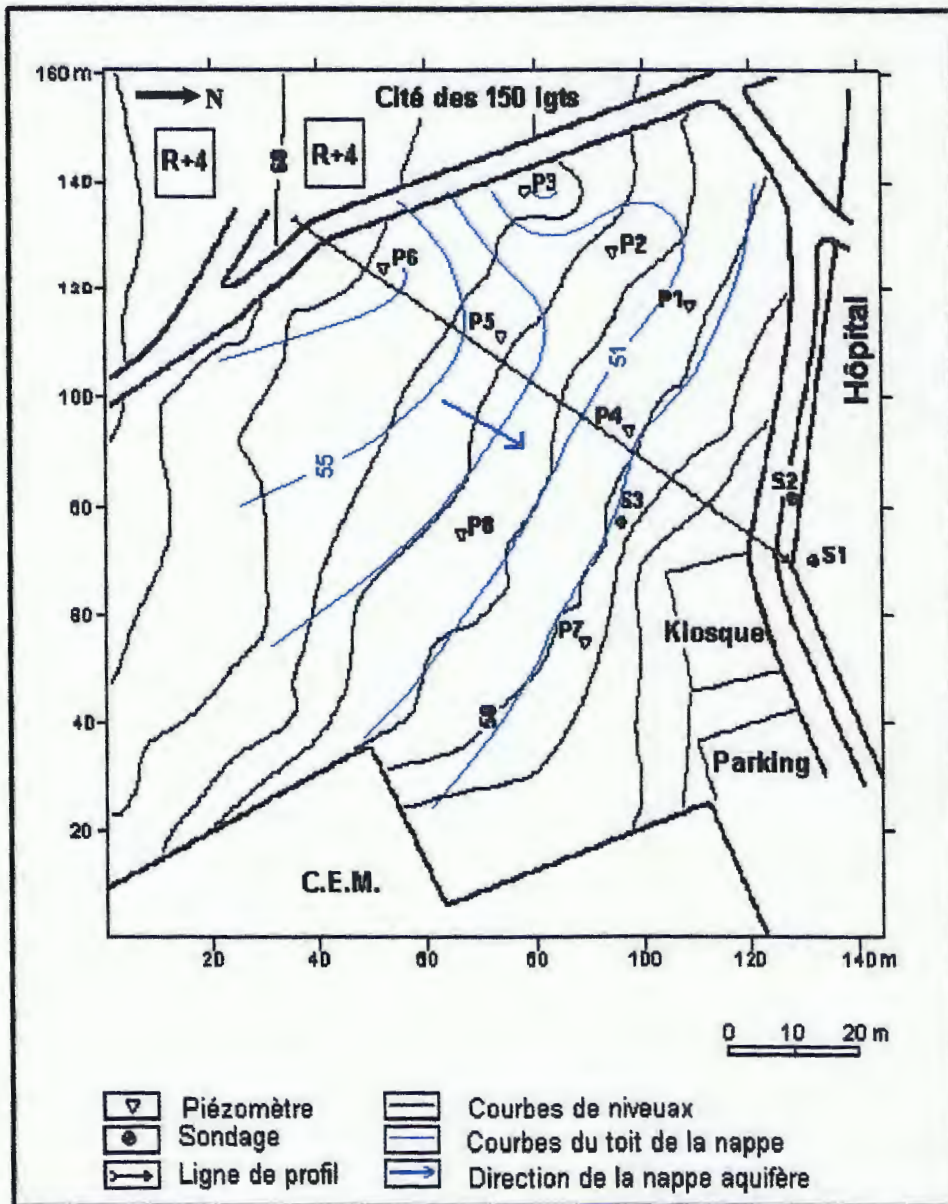 160 m
N
Cité des 150 lgts
R+4
R+4
140
P3
P2
P6
120
P1
P5
51
Hôpital
100
P4
55
S2
80
S3
P8
S1
60
Kiosque
P7
40
50
Parking
20
C.E.M.
20
40
60
80
100
120
140 m
0 10 20 m
Piézomètre
Courbes de niveuax
Sondage
Courbes du toit de la nappe
Ligne de profil
Direction de la nappe aquifère